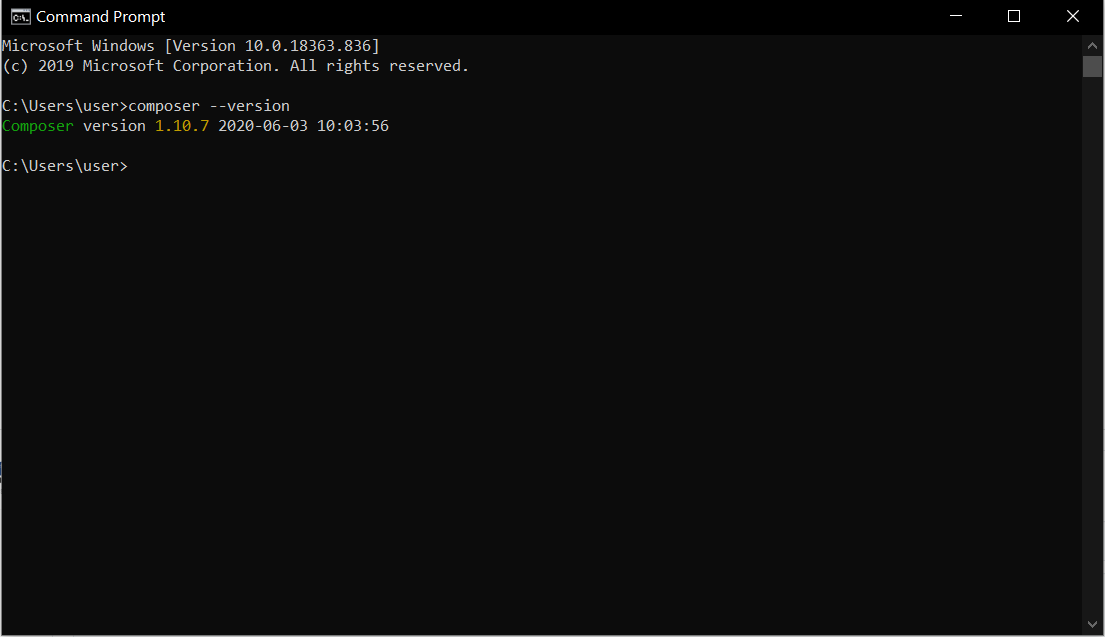 Command Prompt
Microsoft Windows [Version 10.0.18363.836]
(c) 2019 Microsoft Corporation. All rights reserved.
C:\Users\user>composer --version
Composer version 1.10.7 2020-06-03 10:03:56
C:\Users\user>